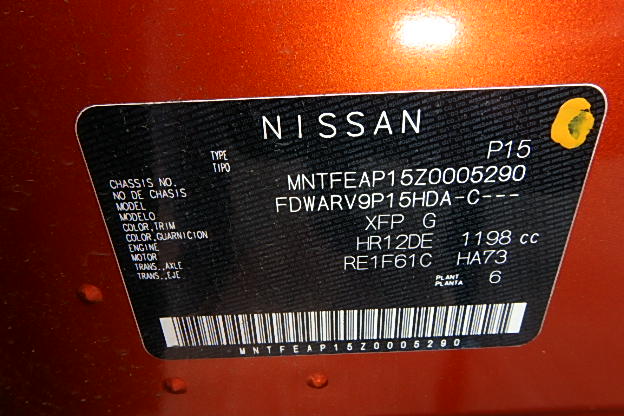 NISSAN
TYPE P15
TIPO
CHASSIS NO. MNTFEAP15Z0005290
NO DE CHASIS
MODEL FDWARV9P15HDA-C---
MODELO
COLOR,TRIM XFP G
COLOR,GUARNICION
ENGINE HR12DE 1198 cc
MOTOR
TRANS.,AXLE RE1F61C HA73
TRANS.,EJE
PLANT 6
PLANTA
MNTFEAP15Z0005290